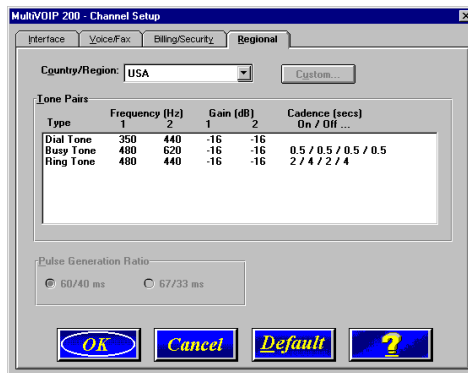 MultiVOIP 200 - Channel Setup
Interface Voice/Fax Billing/Security Regional
Country/Region: USA Custom...
Tone Pairs
Frequency (Hz) Gain (dB) Cadence (secs)
Type 1 2 1 2 On / Off ...
Dial Tone 350 440 -16 -16
Busy Tone 480 620 -16 -16 0.5 / 0.5 / 0.5 / 0.5
Ring Tone 480 440 -16 -16 2 / 4 / 2 / 4
Pulse Generation Ratio
60/40 ms 67/33 ms
OK Cancel Default ?